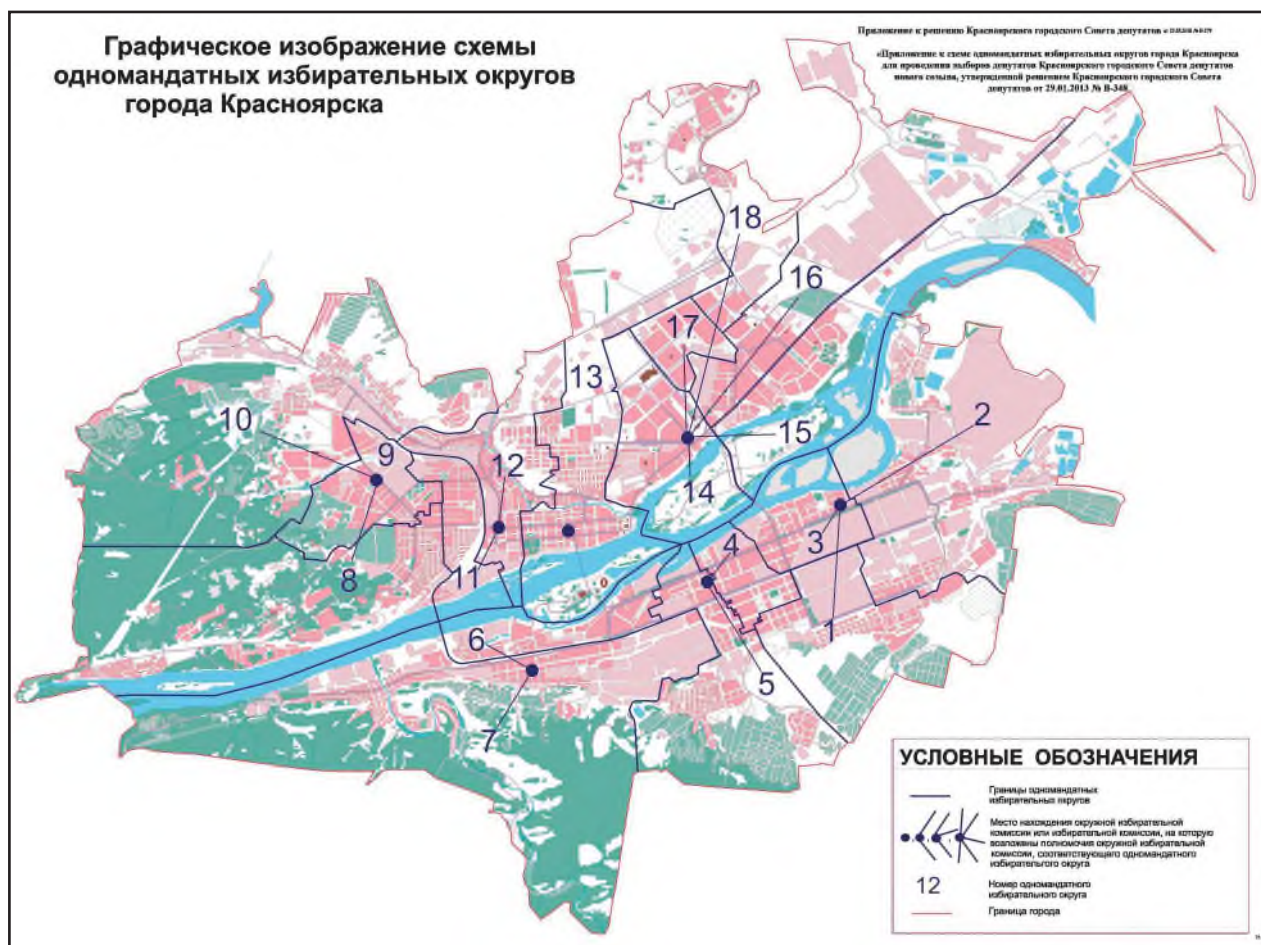 Графическое изображение схемы
одномандатных избирательных округов
города Красноярска
Приложение к решению Красноярского городского Совета депутатов
«Приложение к схеме одномандатных избирательных округов города Красноярска
для проведения выборов депутатов Красноярского городского Совета депутатов
нового созыва, утвержденной решением Красноярского городского Совета
депутатов от 29.01.2013 № В-348
18
16
17
13
10
9
12
2
15
14
8
11
4
3
6
1
5
7
УСЛОВНЫЕ ОБОЗНАЧЕНИЯ
Границы одномандатных
избирательных округов
Место нахождения окружной избирательной
комиссии или избирательной комиссии, на которую
возложены полномочия окружной избирательной
комиссии, соответствующего одномандатного
избирательного округа
12
Номер одномандатного
избирательного округа
Граница города